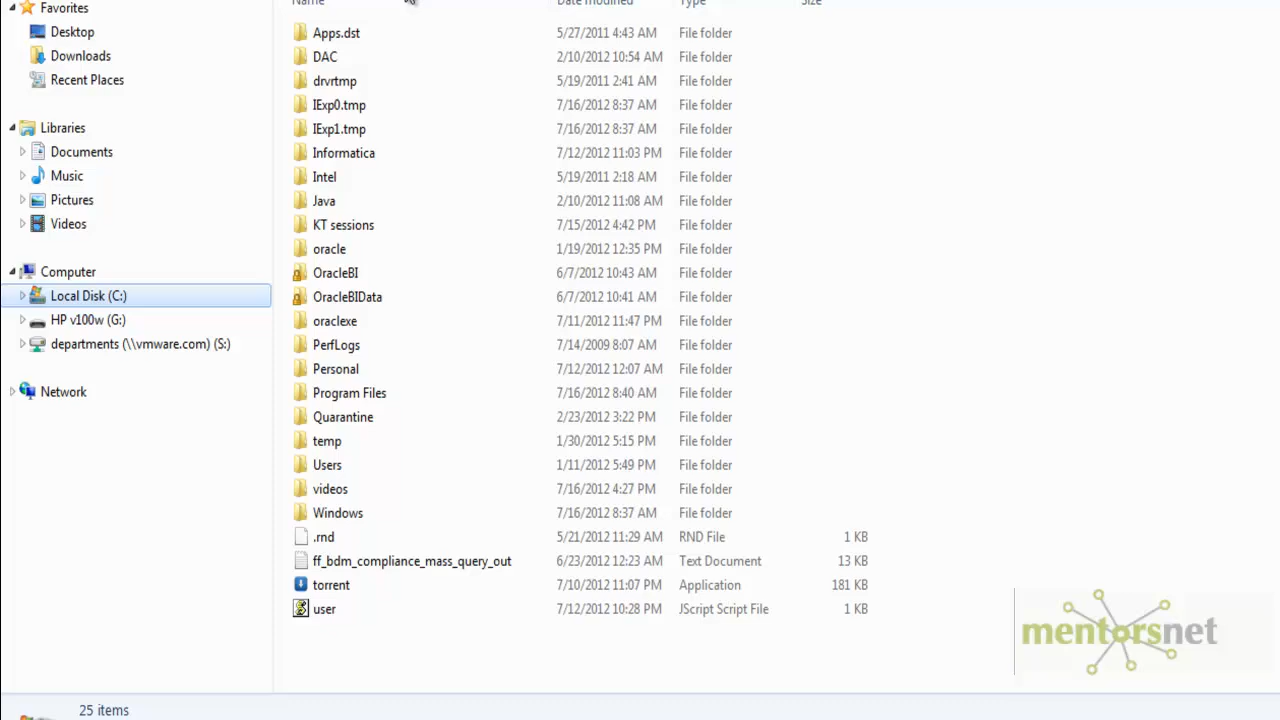 Favorites
Desktop
Downloads
Recent Places
Libraries
Documents
Music
Pictures
Videos
Computer
Local Disk (C:)
HP v100w (G:)
departments (\\vmware.com) (S:)
Network
Name Date modified Type Size
Apps.dst 5/27/2011 4:43 AM File folder
DAC 2/10/2012 10:54 AM File folder
drvrtmp 5/19/2011 2:41 AM File folder
IExp0.tmp 7/16/2012 8:37 AM File folder
IExp1.tmp 7/16/2012 8:37 AM File folder
Informatica 7/12/2012 11:03 PM File folder
Intel 5/19/2011 2:18 AM File folder
Java 2/10/2012 11:08 AM File folder
KT sessions 7/15/2012 4:42 PM File folder
oracle 1/19/2012 12:35 PM File folder
OracleBI 6/7/2012 10:43 AM File folder
OracleBIData 6/7/2012 10:41 AM File folder
oraclexe 7/11/2012 11:47 PM File folder
PerfLogs 7/14/2009 8:07 AM File folder
Personal 7/12/2012 12:07 AM File folder
Program Files 7/16/2012 8:40 AM File folder
Quarantine 2/23/2012 3:22 PM File folder
temp 1/30/2012 5:15 PM File folder
Users 1/11/2012 5:49 PM File folder
videos 7/16/2012 4:27 PM File folder
Windows 7/16/2012 8:37 AM File folder
.rnd 5/21/2012 11:29 AM RND File 1 KB
ff_bdm_compliance_mass_query_out 6/23/2012 12:23 AM Text Document 13 KB
torrent 7/10/2012 11:07 PM Application 181 KB
user 7/12/2012 10:28 PM JScript Script File 1 KB
mentorsnet
25 items